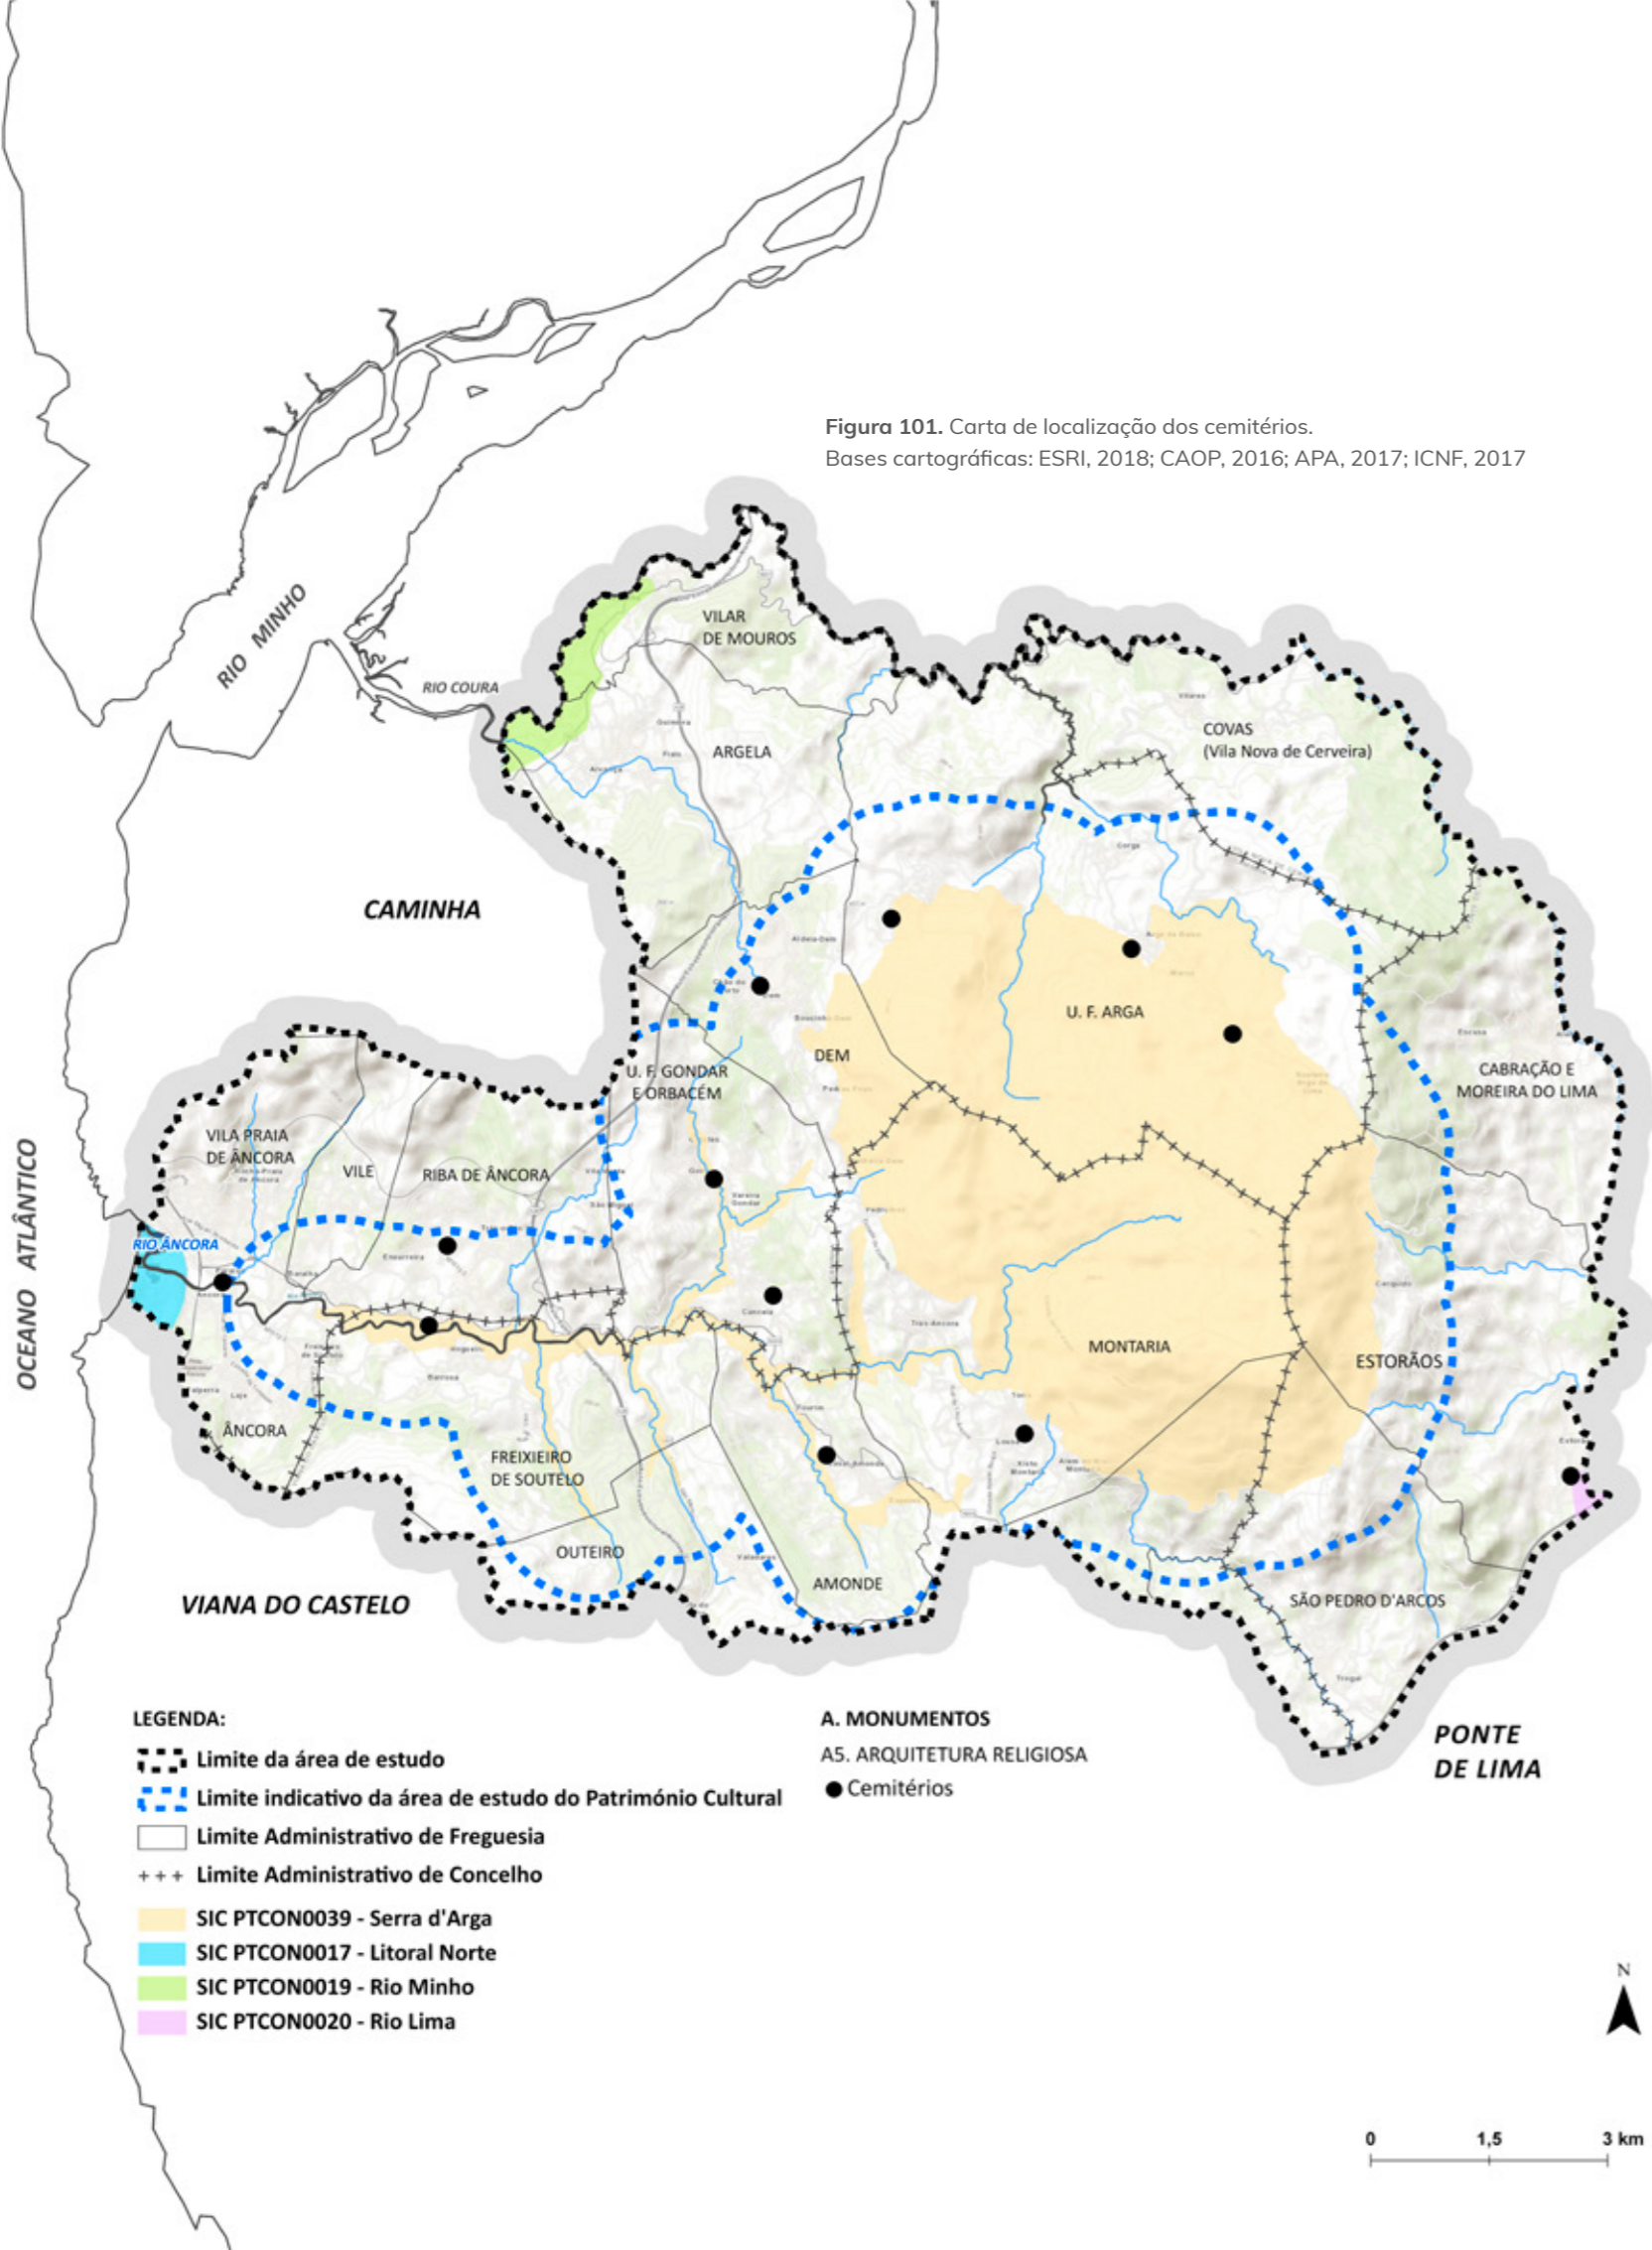 Figura 101. Carta de localização dos cemitérios.
Bases cartográficas: ESRI, 2018; CAOP, 2016; APA, 2017; ICNF, 2017
RIO MINHO
RIO COURA
VILAR
DE MOUROS
COVAS
(Vila Nova de Cerveira)
ARGELA
CAMINHA
U. F. ARGA
DEM
U. F. GONDAR
E ORBACÉM
CABRAÇÃO E
MOREIRA DO LIMA
VILA PRAIA
DE ÂNCORA
VILE
RIBA DE ÂNCORA
OCEANO ATLÂNTICO
RIO ÂNCORA
MONTARIA
ESTORÃOS
ÂNCORA
FREIXIEIRO
DE SOUTELO
OUTEIRO
AMONDE
SÃO PEDRO D'ARCOS
VIANA DO CASTELO
PONTE
DE LIMA
LEGENDA:
Limite da área de estudo
Limite indicativo da área de estudo do Património Cultural
Limite Administrativo de Freguesia
+++ Limite Administrativo de Concelho
SIC PTCON0039 - Serra d'Arga
SIC PTCON0017 - Litoral Norte
SIC PTCON0019 - Rio Minho
SIC PTCON0020 - Rio Lima
A. MONUMENTOS
A5. ARQUITETURA RELIGIOSA
Cemitérios
N
0 1,5 3 km